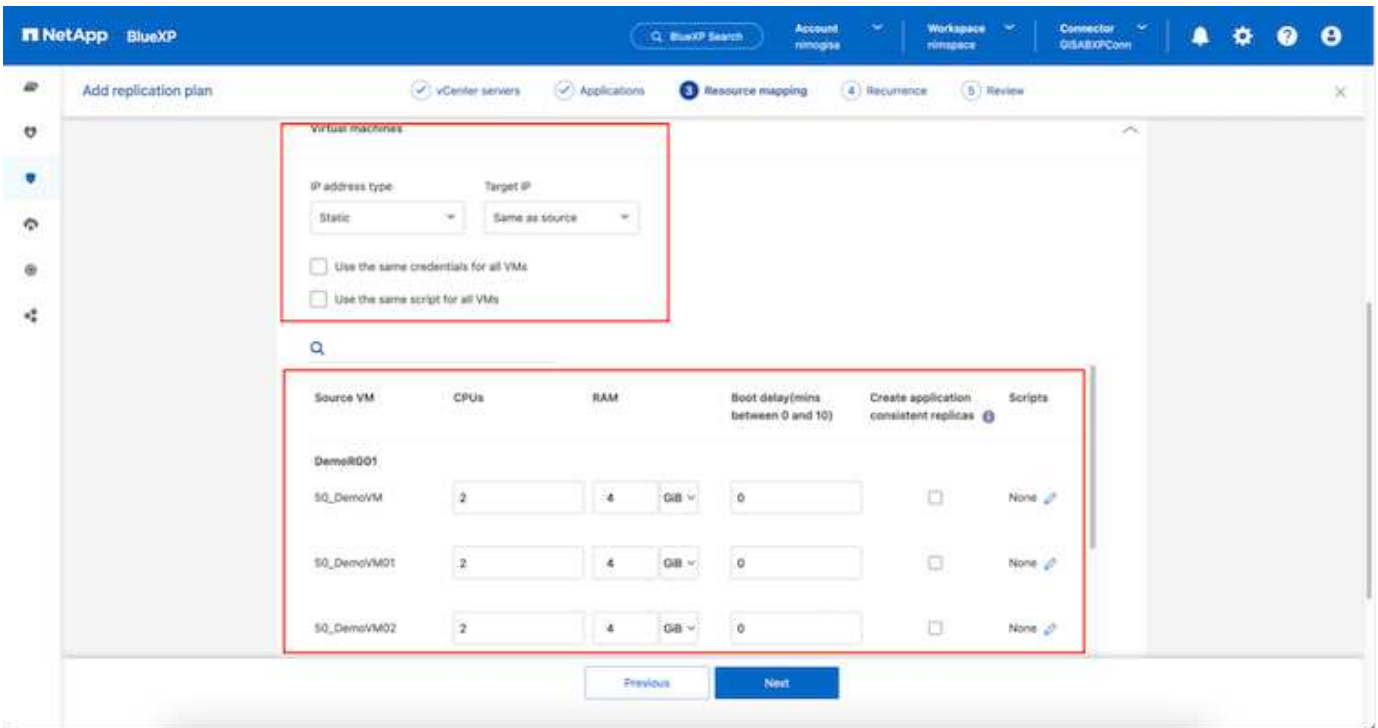 NetApp BlueXP
BlueXP Search
Account
nimogisa
Workspace
nimspace
Connector
GISABXPConn
Add replication plan
vCenter servers
Applications
3 Resource mapping
4 Recurrence
5 Review
Virtual machines
IP address type
Target IP
Static
Same as source
Use the same credentials for all VMs
Use the same script for all VMs
Source VM
CPUs
RAM
Boot delay(mins between 0 and 10)
Create application consistent replicas
Scripts
DemoRG01
50_DemoVM 2 4 GiB 0 None
50_DemoVM01 2 4 GiB 0 None
50_DemoVM02 2 4 GiB 0 None
Previous
Next